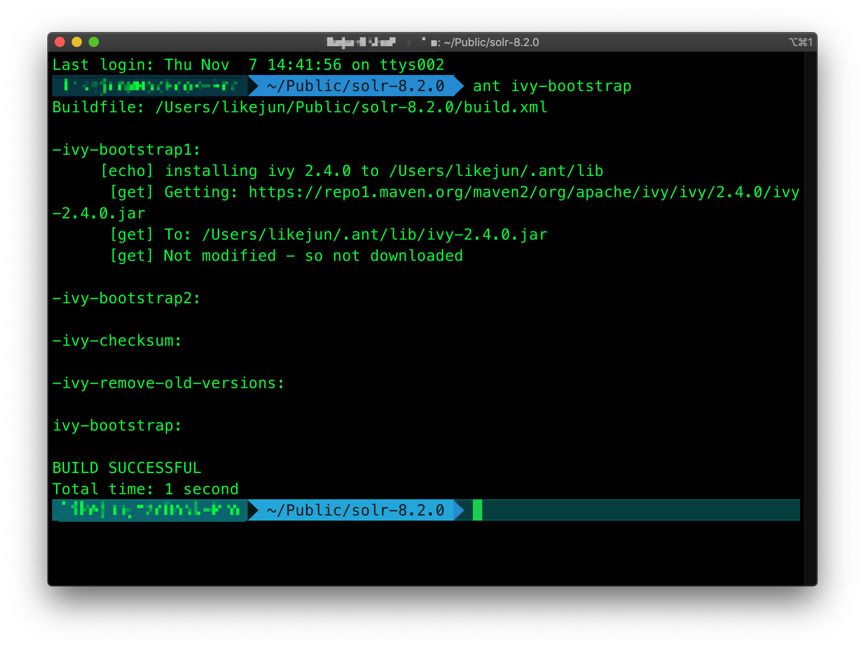 : ~/Public/solr-8.2.0
⌥⌘1
Last login: Thu Nov  7 14:41:56 on ttys002
~/Public/solr-8.2.0 ant ivy-bootstrap
Buildfile: /Users/likejun/Public/solr-8.2.0/build.xml
-ivy-bootstrap1:
[echo] installing ivy 2.4.0 to /Users/likejun/.ant/lib
[get] Getting: https://repo1.maven.org/maven2/org/apache/ivy/ivy/2.4.0/ivy
-2.4.0.jar
[get] To: /Users/likejun/.ant/lib/ivy-2.4.0.jar
[get] Not modified - so not downloaded
-ivy-bootstrap2:
-ivy-checksum:
-ivy-remove-old-versions:
ivy-bootstrap:
BUILD SUCCESSFUL
Total time: 1 second
~/Public/solr-8.2.0